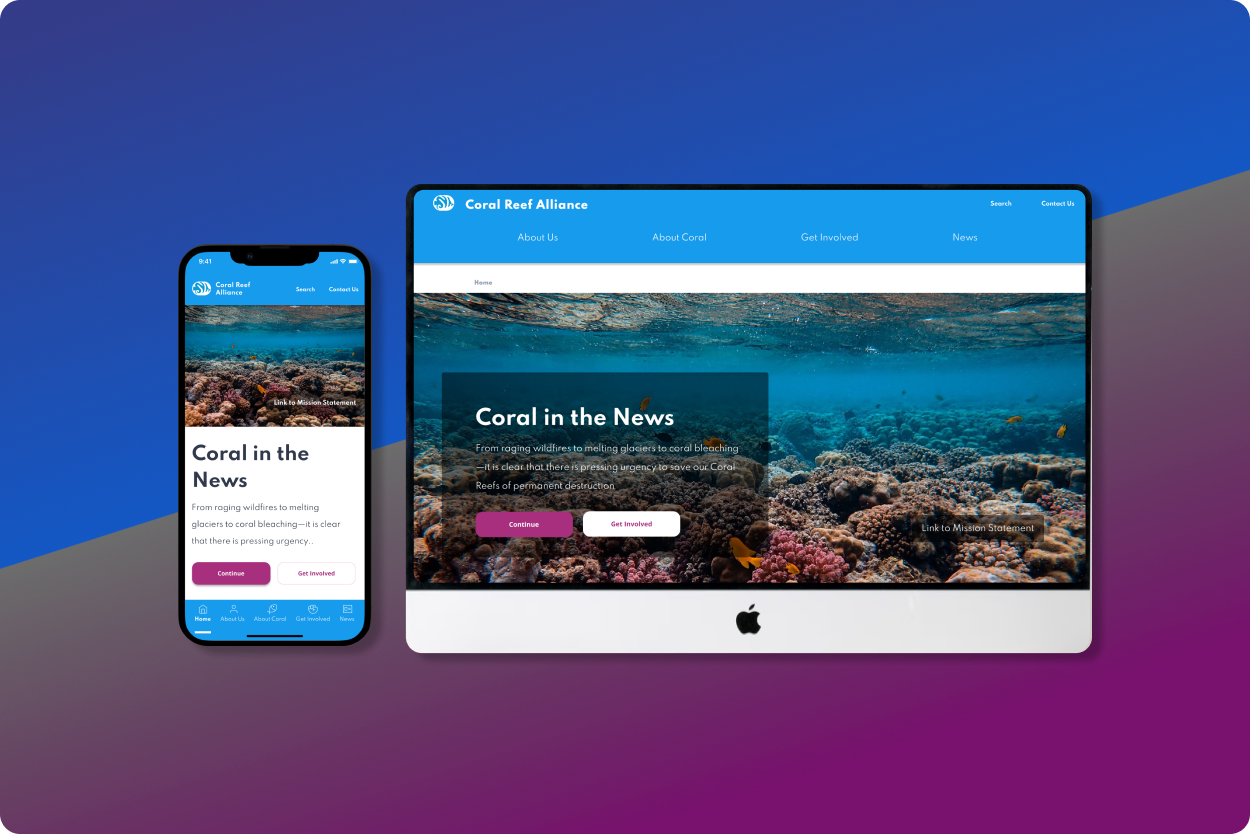 9:41
Coral Reef
Alliance
Search
Contact Us
Link to Mission Statement
Coral in the
News
From raging wildfires to melting
glaciers to coral bleaching—it is clear
that there is pressing urgency..
Continue
Get Involved
Home
About Us
About Coral
Get Involved
News
Coral Reef Alliance
Search
Contact Us
About Us
About Coral
Get Involved
News
Home
Coral in the News
From raging wildfires to melting glaciers to coral bleaching
—it is clear that there is pressing urgency to save our Coral
Reefs of permanent destruction
Continue
Get Involved
Link to Mission Statement